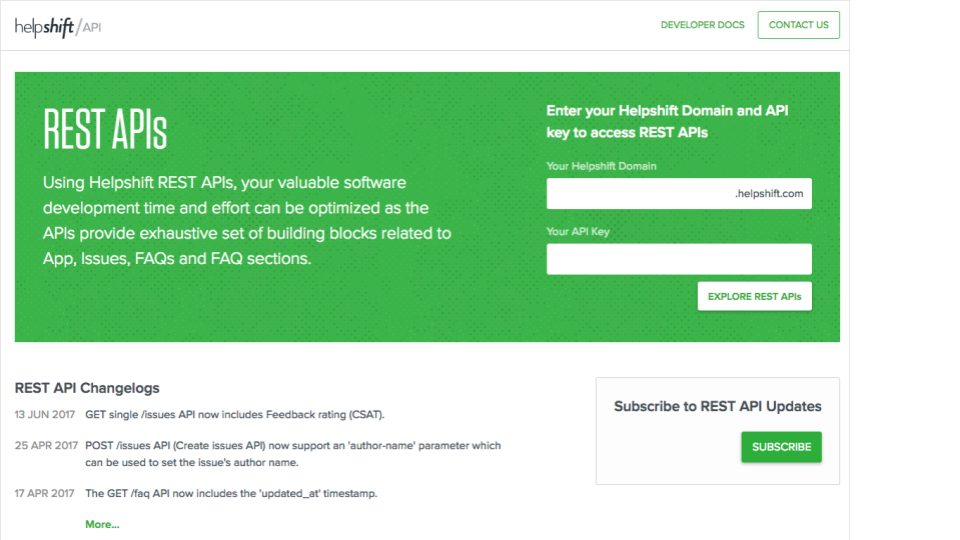 helpshift/API
DEVELOPER DOCS
CONTACT US
REST APIs
Using Helpshift REST APIs, your valuable software
development time and effort can be optimized as the
APIs provide exhaustive set of building blocks related to
App, Issues, FAQs and FAQ sections.
Enter your Helpshift Domain and API
key to access REST APIs
Your Helpshift Domain
.helpshift.com
Your API Key
EXPLORE REST APIs
REST API Changelogs
13 JUN 2017 GET single /issues API now includes Feedback rating (CSAT).
25 APR 2017 POST /issues API (Create issues API) now support an 'author-name' parameter which
can be used to set the issue's author name.
17 APR 2017 The GET /faq API now includes the 'updated_at' timestamp.
More...
Subscribe to REST API Updates
SUBSCRIBE